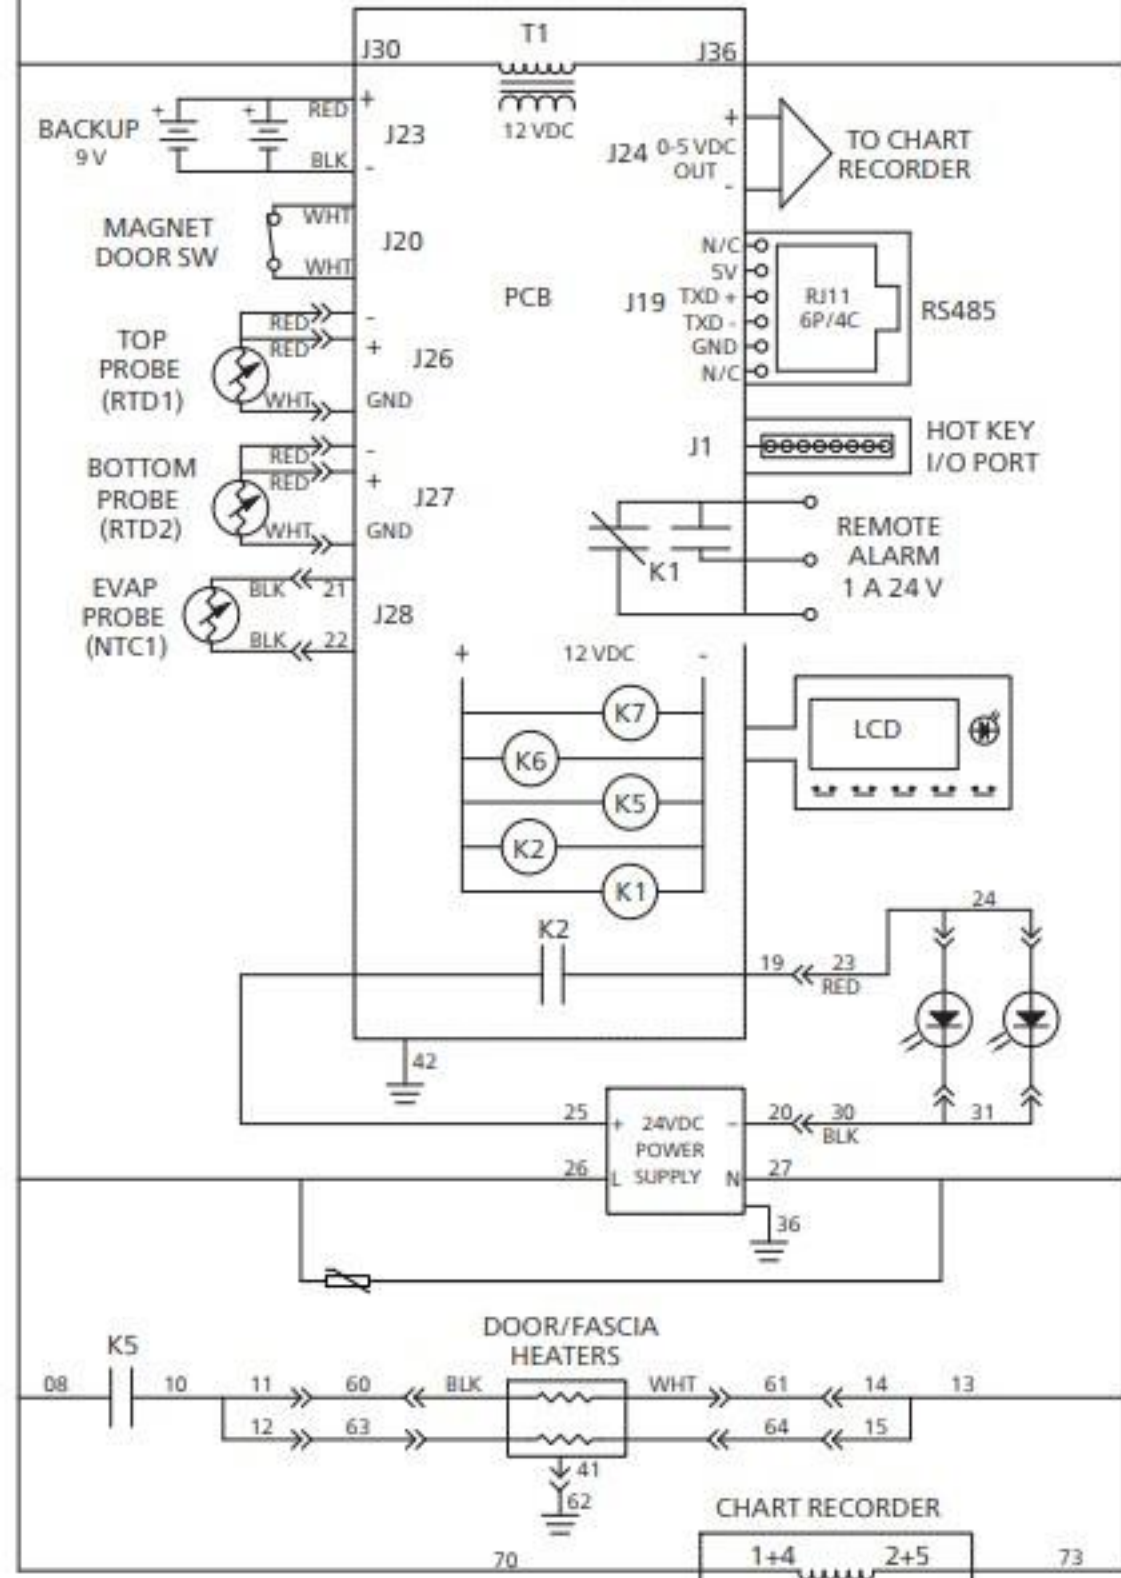 T1
J30
J36
+
RED
BACKUP
9 V
+
+
J23
12 VDC
BLK
-
+
J24
0-5 VDC
OUT
-
TO CHART
RECORDER
MAGNET
DOOR SW
WHT
J20
WHT
PCB
N/C
5V
J19
TXD +
TXD -
GND
N/C
RJ11
6P/4C
RS485
TOP
PROBE
(RTD1)
RED
-
RED
+
J26
WHT
GND
J1
HOT KEY
I/O PORT
BOTTOM
PROBE
(RTD2)
RED
-
RED
+
J27
WHT
GND
K1
REMOTE
ALARM
1 A 24 V
EVAP
PROBE
(NTC1)
BLK
21
J28
BLK
22
+
12 VDC
-
K7
K6
K5
K2
K1
LCD
K2
19
23
RED
24
42
25
+
24VDC
POWER
SUPPLY
-
20
30
BLK
31
26
L
N
27
36
DOOR/FASCIA
HEATERS
K5
08
10
11
60
BLK
WHT
61
14
13
12
63
64
15
41
62
CHART RECORDER
70
1+4
2+5
73